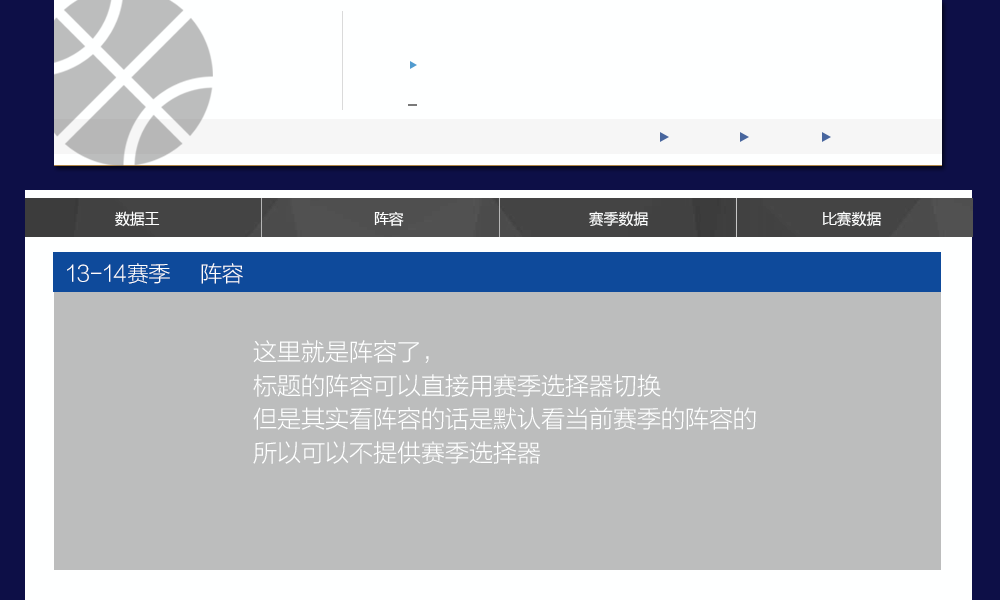 数据王
阵容
赛季数据
比赛数据
13-14赛季 阵容
这里就是阵容了，
标题的阵容可以直接用赛季选择器切换
但是其实看阵容的话是默认看当前赛季的阵容的
所以可以不提供赛季选择器